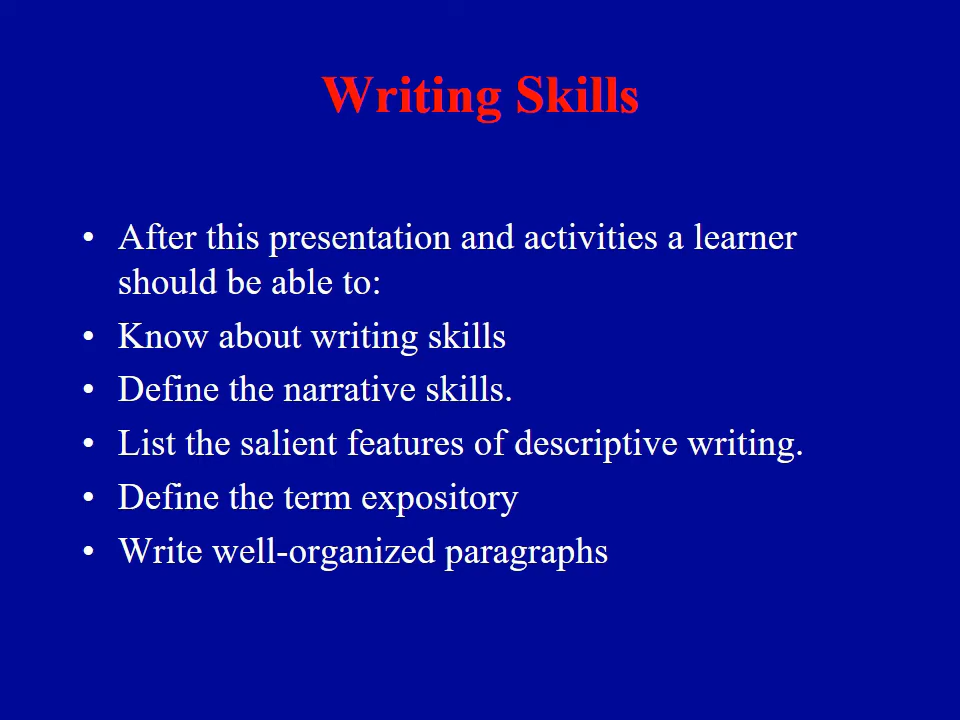 Writing Skills
• After this presentation and activities a learner
should be able to:
• Know about writing skills
• Define the narrative skills.
• List the salient features of descriptive writing.
• Define the term expository
• Write well-organized paragraphs